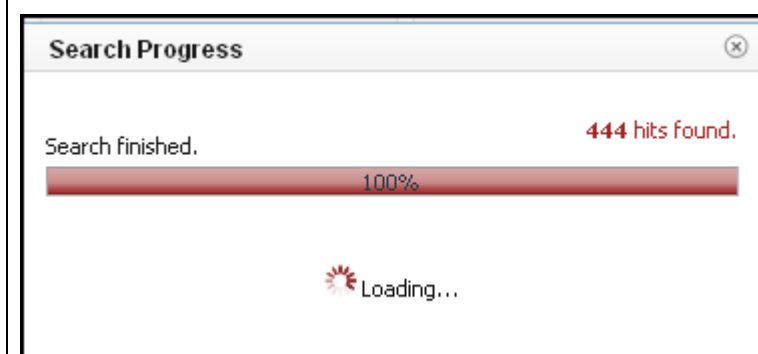 Search Progress
444 hits found.
Search finished.
100%
Loading...